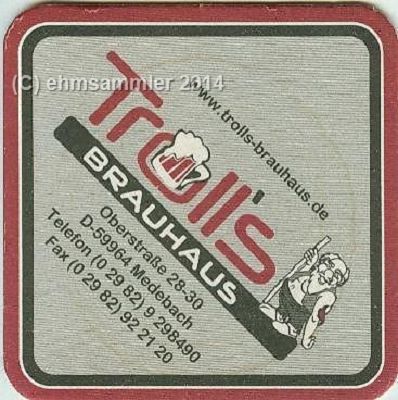 (C) ehmsammler 2014
www.trolls-brauhaus.de
Troll's
BRAUHAUS
Oberstraße 28-30
D-59964 Medebach
Telefon (0 29 82) 9 298490
Fax (0 29 82) 92 21 20